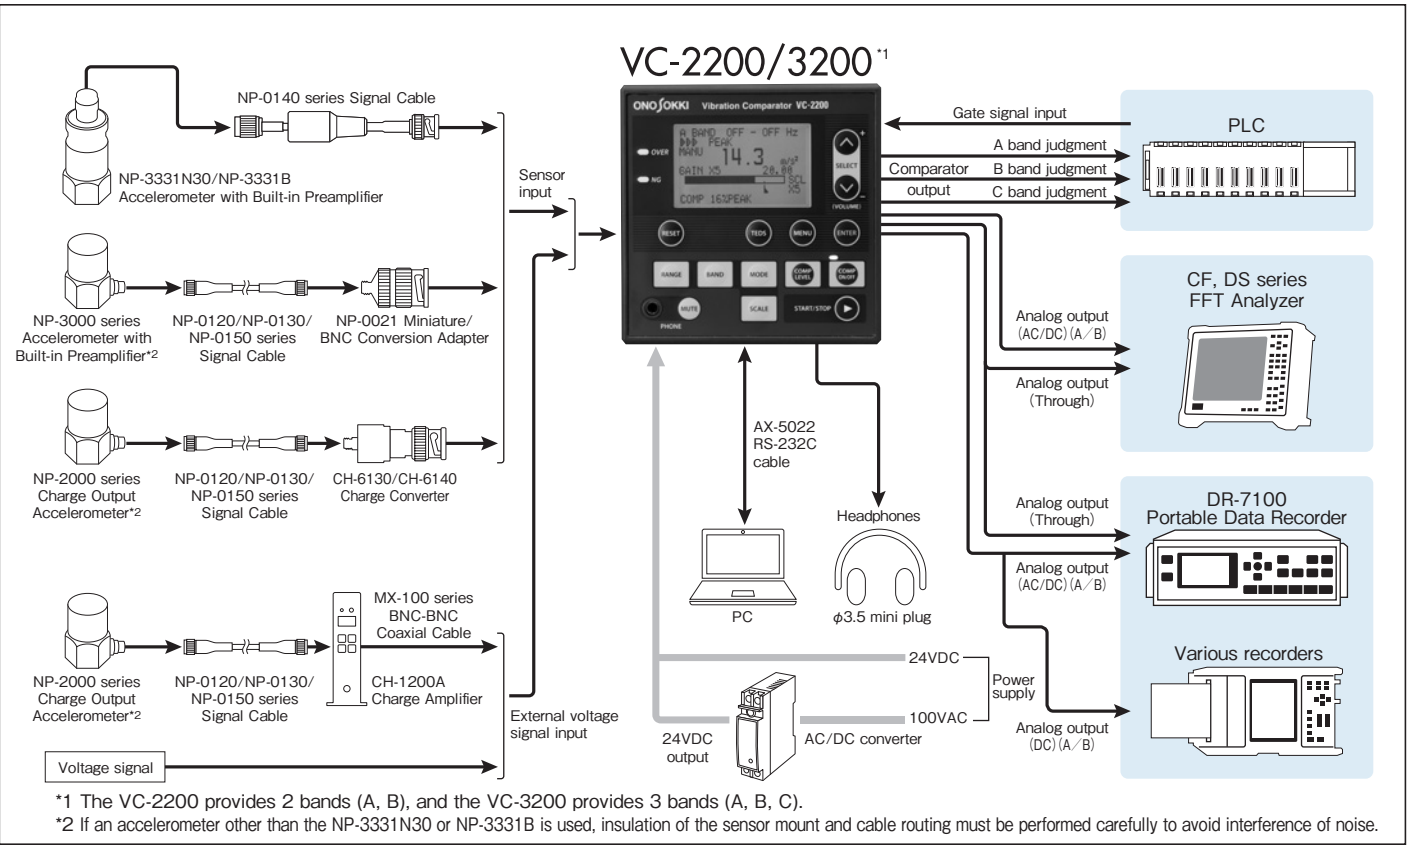 VC-2200/3200*1
ONO SOKKI Vibration Comparator VC-2200
A BAND OFF - OFF Hz
PEAK
MANU 14.3 m/s²
GAIN X5 20.00
SCL
X5
COMP 16%PEAK
OVER
NG
+
SELECT
−
(VOLUME)
RESET
TEDS
MENU
ENTER
RANGE
BAND
MODE
COMP LEVEL
COMP ON/OFF
PHONE
MUTE
SCALE
START/STOP
NP-0140 series Signal Cable
NP-3331N30/NP-3331B
Accelerometer with Built-in Preamplifier
NP-3000 series
Accelerometer with
Built-in Preamplifier*2
NP-0120/NP-0130/
NP-0150 series
Signal Cable
NP-0021 Miniature/
BNC Conversion Adapter
NP-2000 series
Charge Output
Accelerometer*2
NP-0120/NP-0130/
NP-0150 series
Signal Cable
CH-6130/CH-6140
Charge Converter
NP-2000 series
Charge Output
Accelerometer*2
NP-0120/NP-0130/
NP-0150 series
Signal Cable
MX-100 series
BNC-BNC
Coaxial Cable
CH-1200A
Charge Amplifier
Voltage signal
Sensor
input
External voltage
signal input
Gate signal input
Comparator
output
A band judgment
B band judgment
C band judgment
PLC
CF, DS series
FFT Analyzer
Analog output
(AC/DC)(A／B)
Analog output
(Through)
DR-7100
Portable Data Recorder
Analog output
(Through)
Analog output
(AC/DC)(A／B)
Various recorders
Analog output
(DC)(A／B)
AX-5022
RS-232C
cable
PC
Headphones
φ3.5 mini plug
24VDC
Power
supply
100VAC
24VDC
output
AC/DC converter
*1 The VC-2200 provides 2 bands (A, B), and the VC-3200 provides 3 bands (A, B, C).
*2 If an accelerometer other than the NP-3331N30 or NP-3331B is used, insulation of the sensor mount and cable routing must be performed carefully to avoid interference of noise.